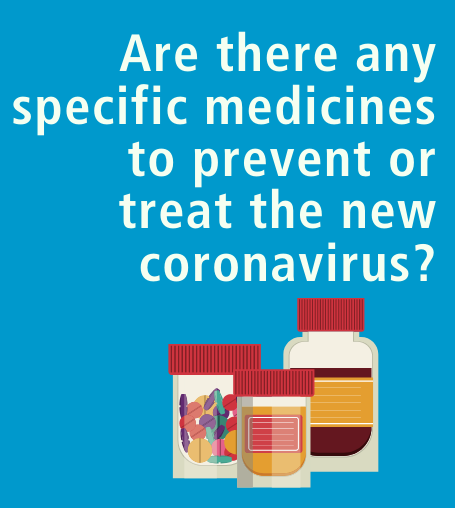 Are there any
specific medicines
to prevent or
treat the new
coronavirus?